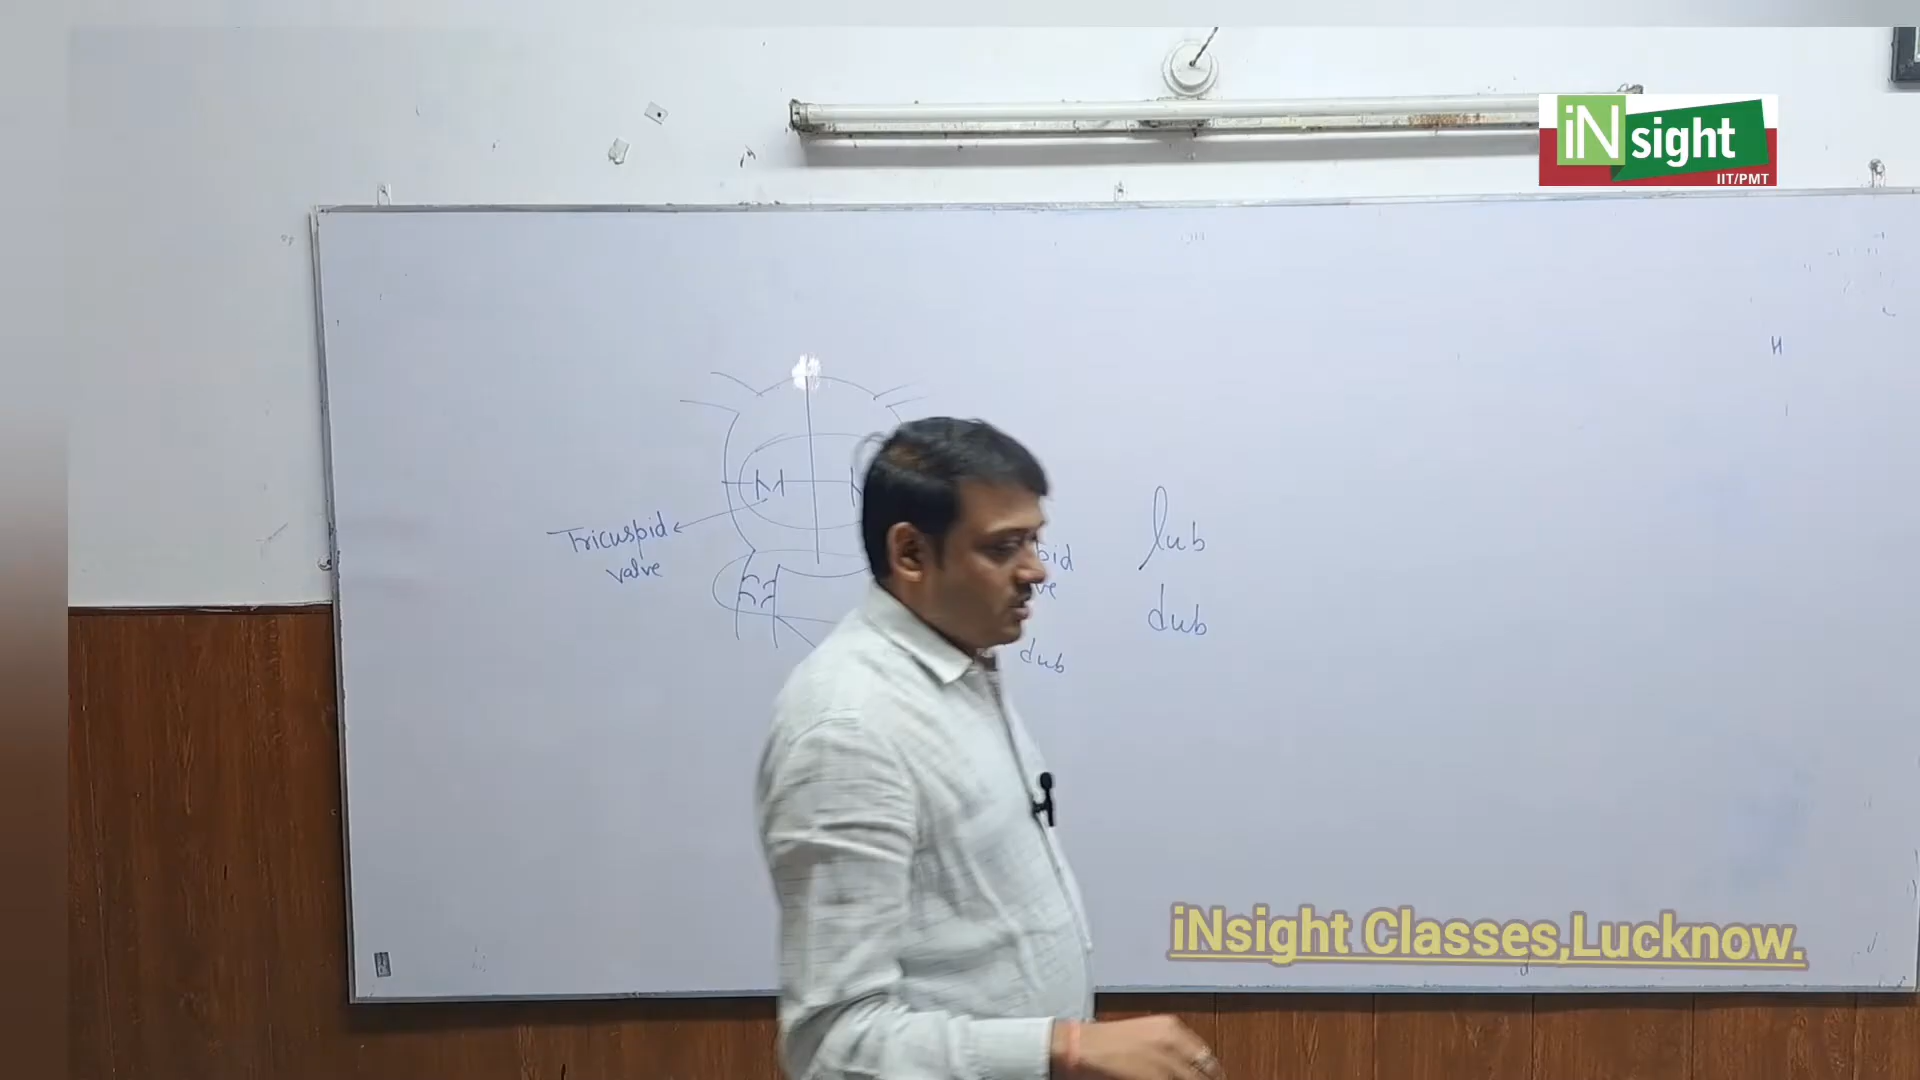 iNsight
IIT/PMT
Tricuspid
valve
lub
dub
dub
iNsight Classes,Lucknow.